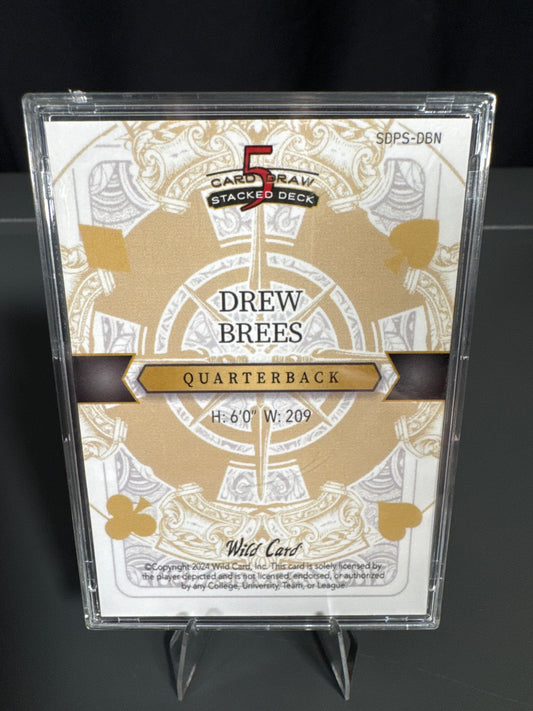 SDPS-DBN
5
CARD DRAW
STACKED DECK
DREW
BREES
QUARTERBACK
H: 6'0" W: 209
Wild Card
©Copyright 2024 Wild Card, Inc. This card is solely licensed by
the player depicted and is not licensed, endorsed, or authorized
by any College, University, Team, or League.